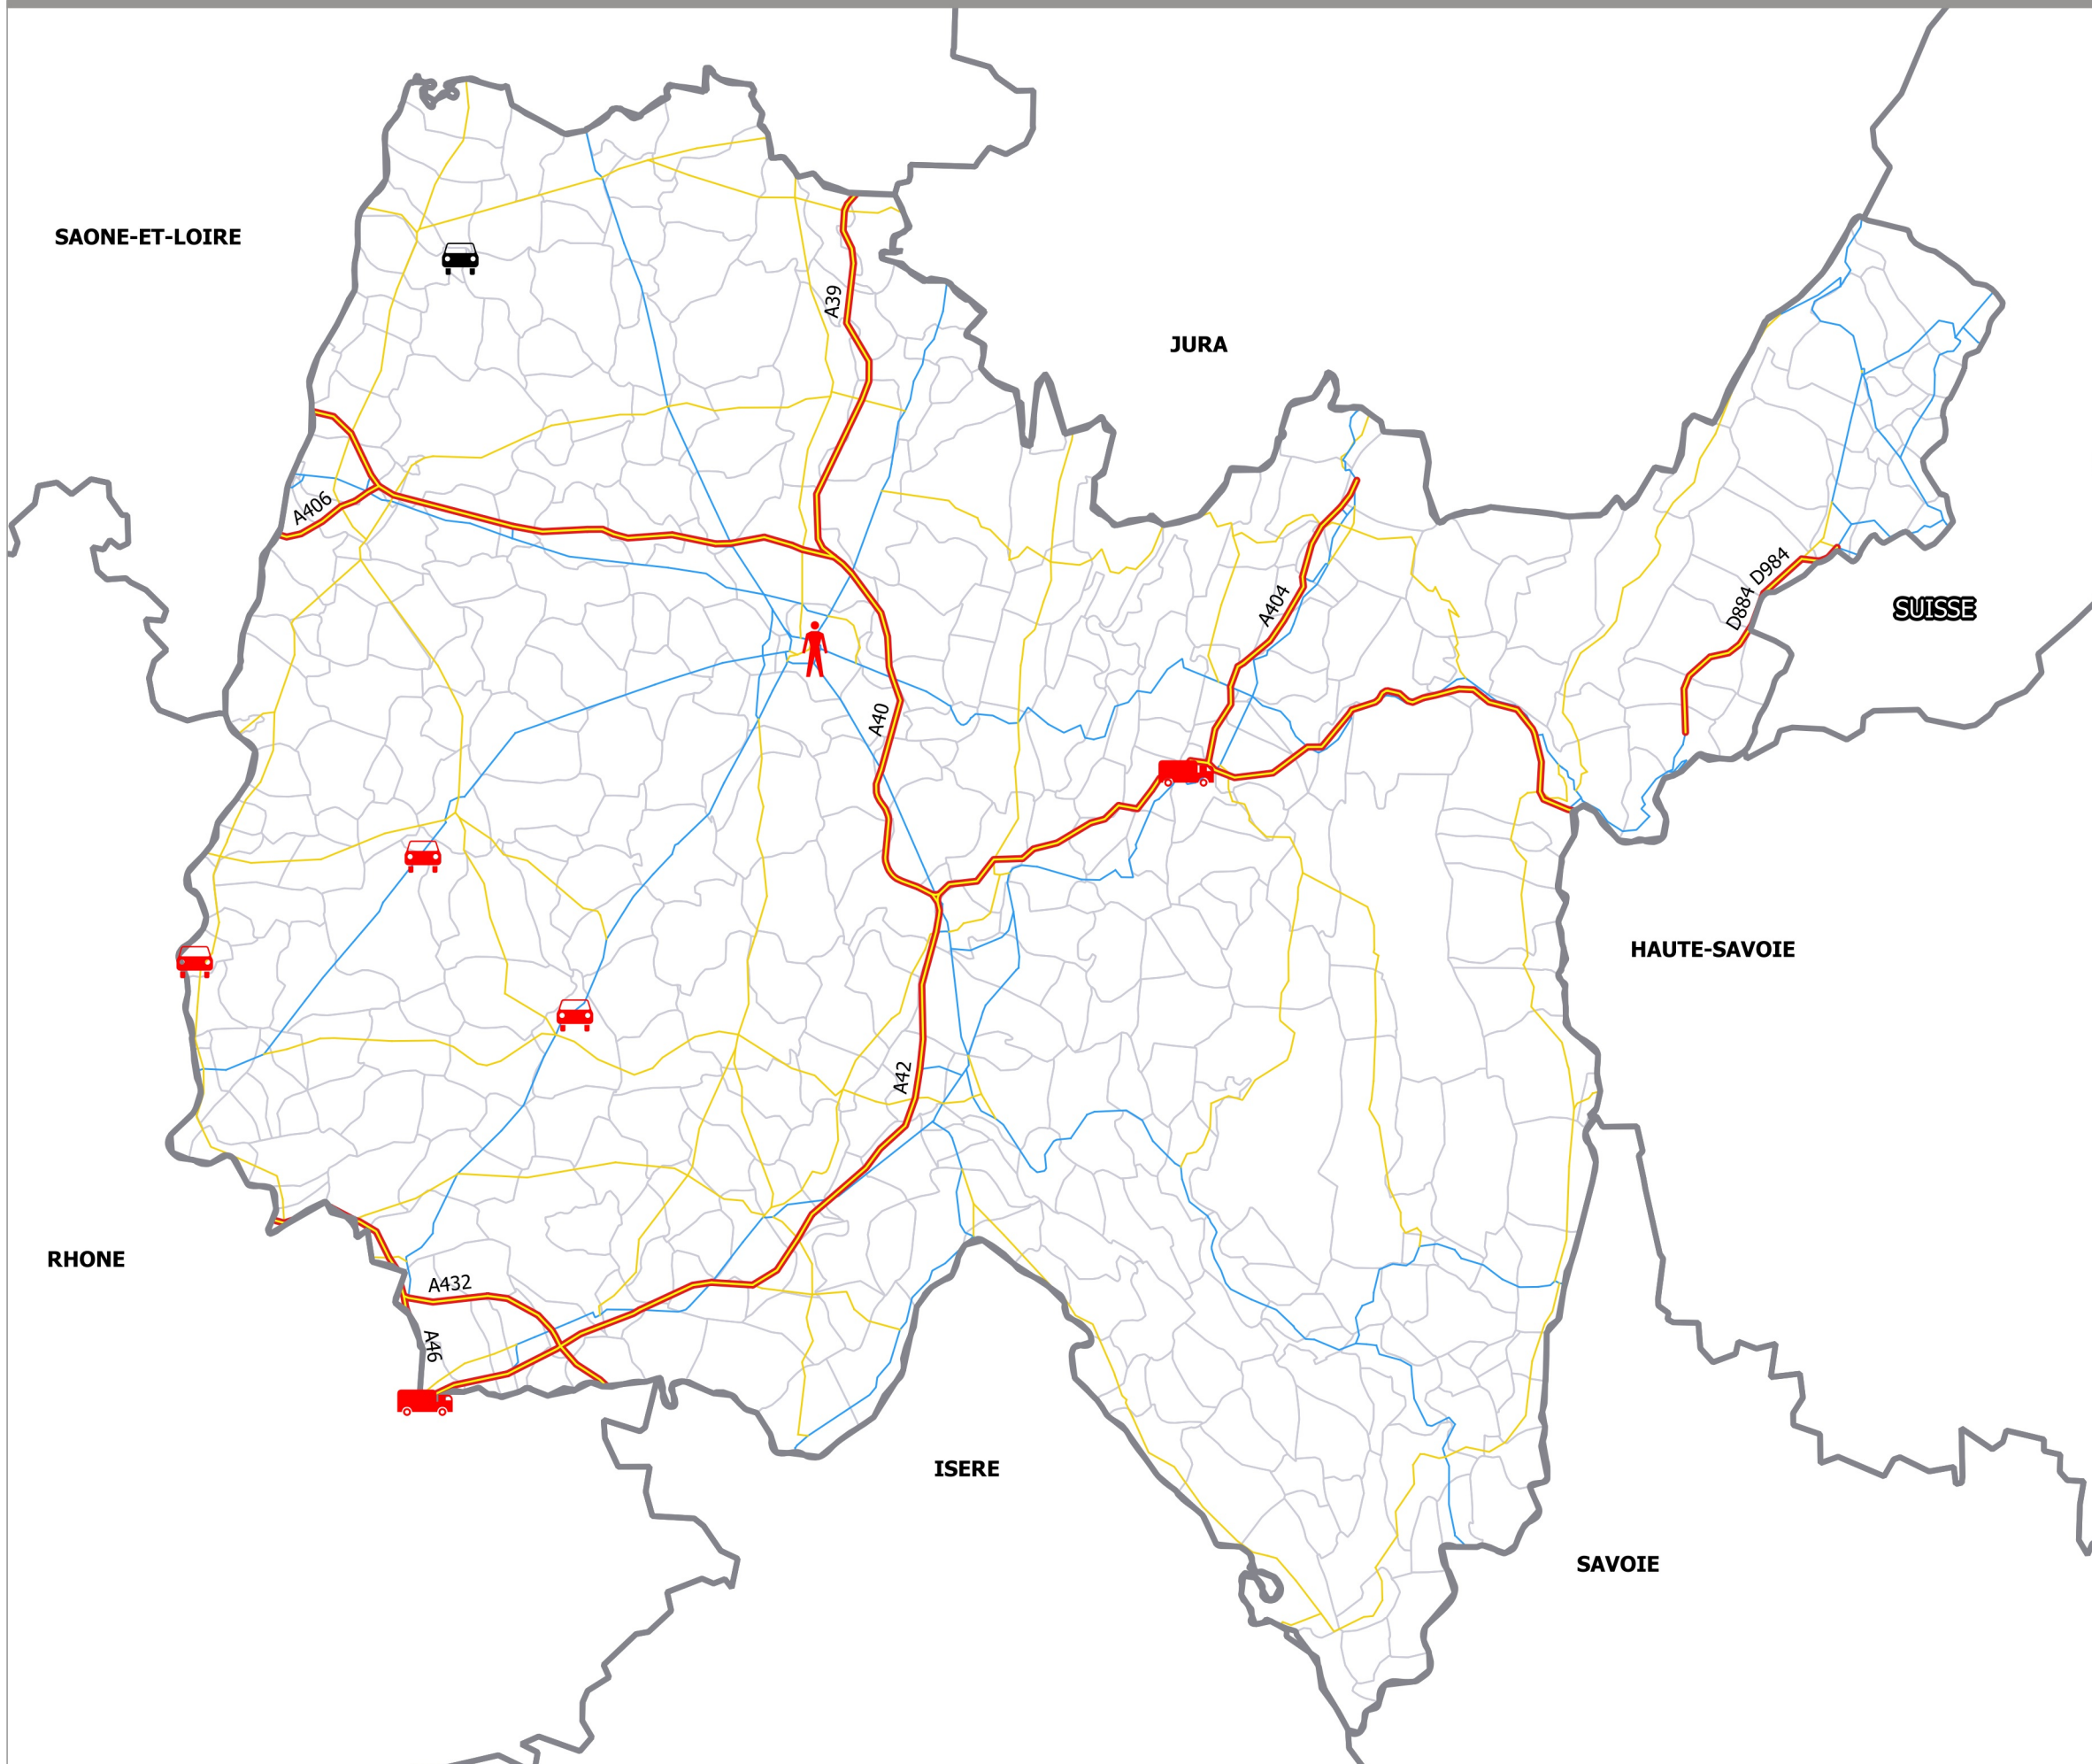 SAONE-ET-LOIRE
A39
JURA
A406
D984
A404
D884
SUISSE
A40
HAUTE-SAVOIE
A42
RHONE
A432
A46
ISERE
SAVOIE